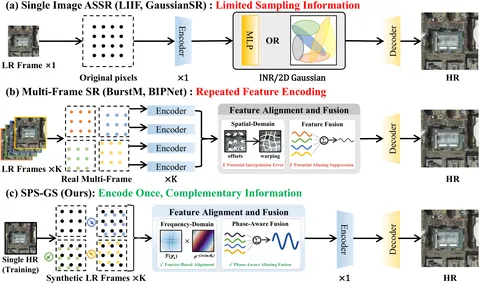 (a) Single Image ASSR (LIIF, GaussianSR) : Limited Sampling Information
LR Frame ×1
Original pixels
Encoder
×1
MLP
OR
INR/2D Gaussian
Decoder
HR
(b) Multi-Frame SR (BurstM, BIPNet) : Repeated Feature Encoding
LR Frames ×K
Real Multi-Frame
Encoder
Encoder
Encoder
Encoder
×K
Feature Alignment and Fusion
Spatial-Domain
offsets
warping
✗ Potential Interpolation Error
Feature Fusion
✗ Potential Aliasing Suppression
Decoder
HR
(c) SPS-GS (Ours): Encode Once, Complementary Information
Single HR
(Training)
Synthetic LR Frames ×K
Feature Alignment and Fusion
Frequency-Domain
✓ Fourier-Based Alignment
Phase-Aware Fusion
✓ Phase-Aware Aliasing Fusion
Encoder
×1
Decoder
HR